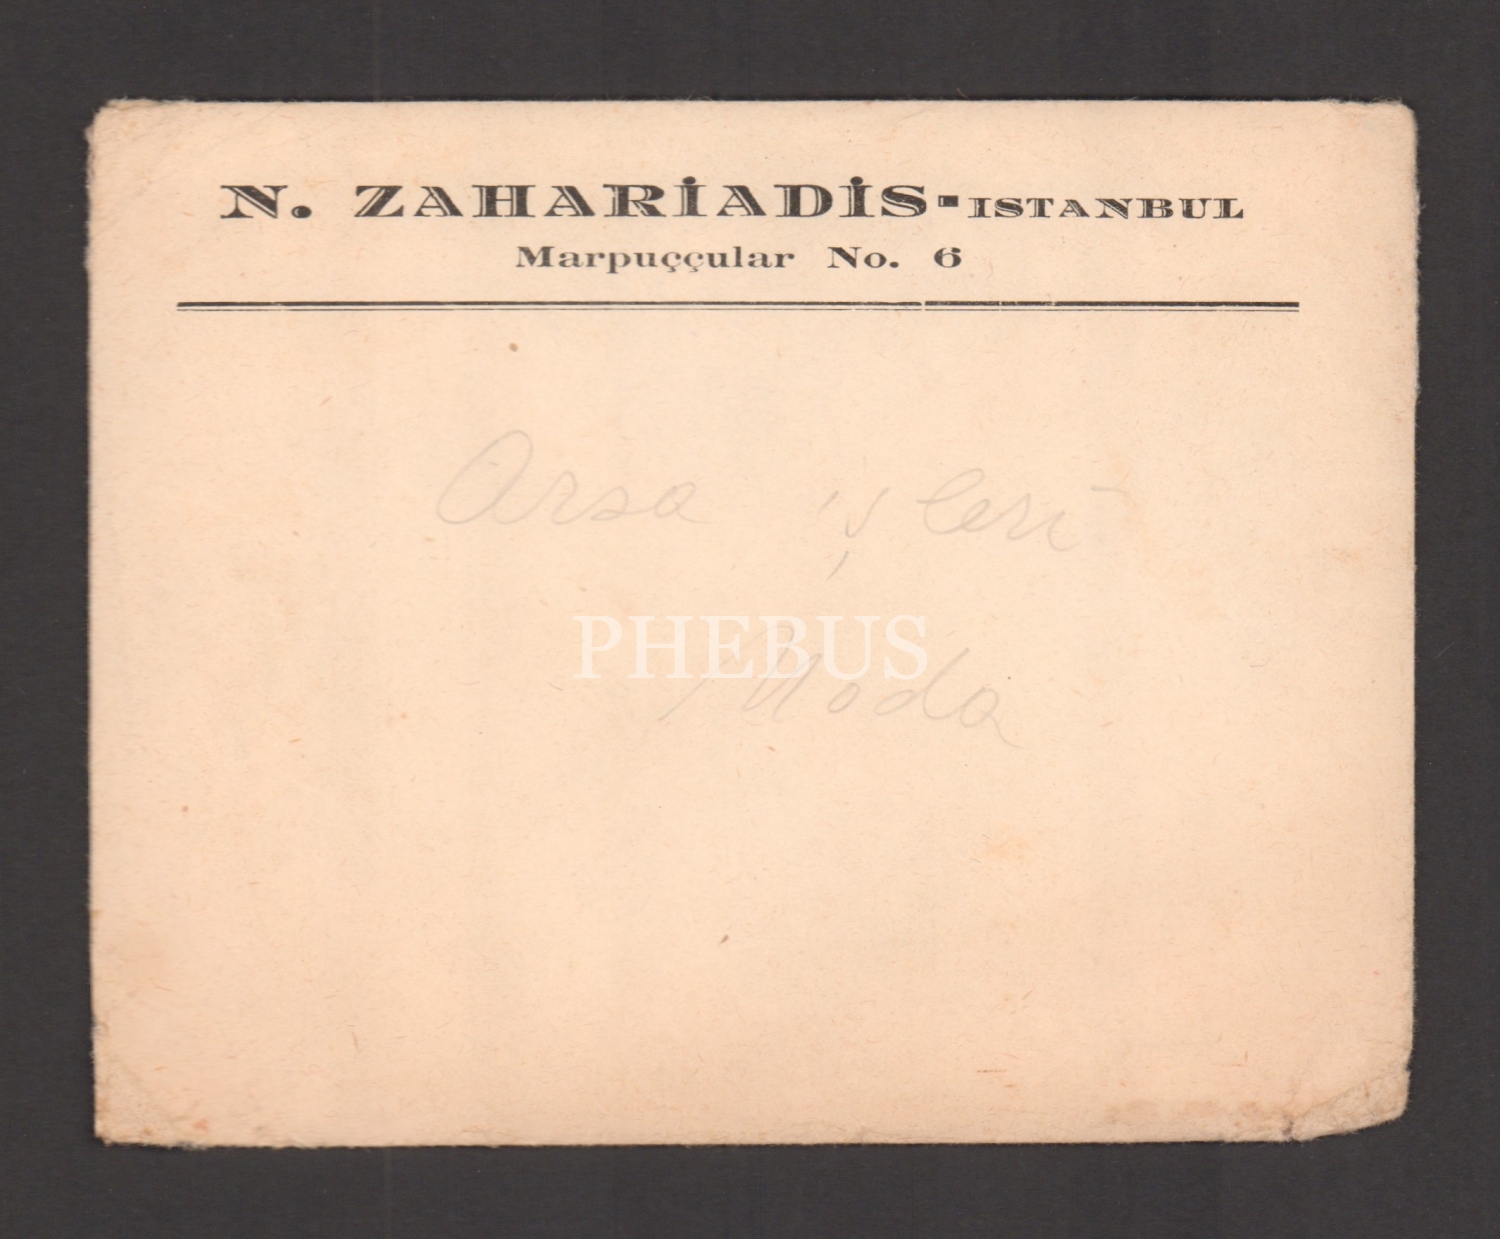 N. ZAHARİADİS-ISTANBUL
Marpuççular No. 6
Arsa işleri
PHEBUS
Moda